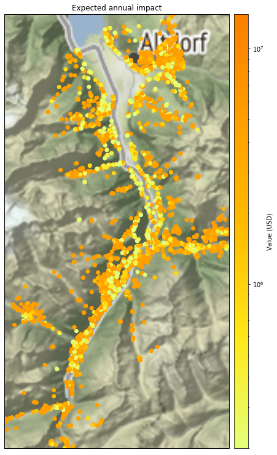 Expected annual impact
Altdorf
10⁷
10⁶
Value (USD)